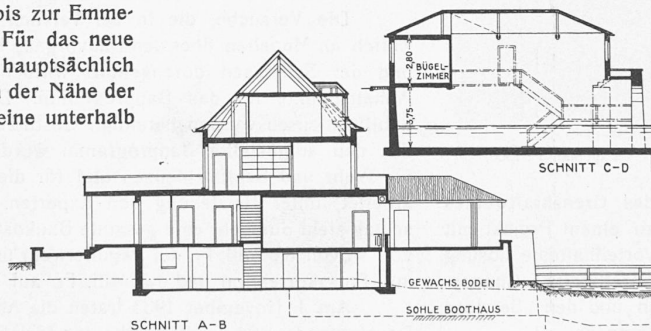 bis zur Emme-
Für das neue
hauptsächlich
der Nähe der
eine unterhalb
2,80
BÜGEL-
ZIMMER
3,75
SCHNITT C-D
GEWACHS. BODEN
SOHLE BOOTHAUS
SCHNITT A-B